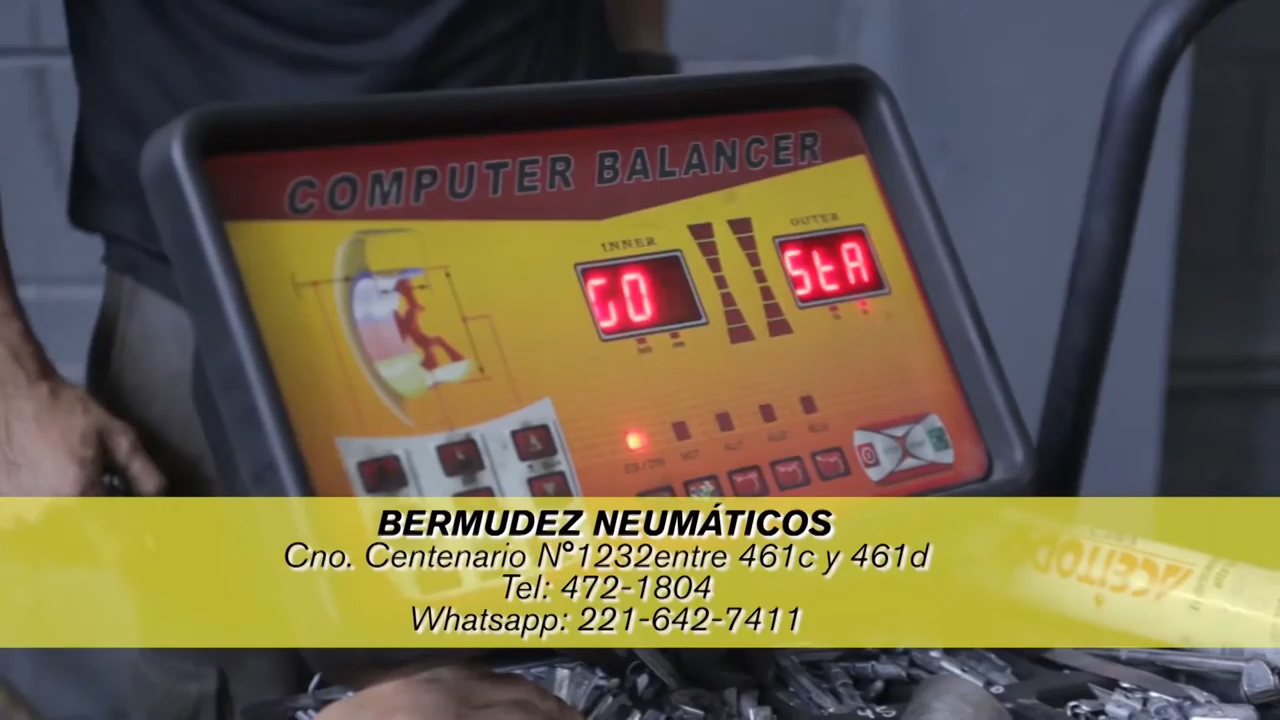 COMPUTER BALANCER
INNER
OUTER
GO
StA
BERMUDEZ NEUMÁTICOS
Cno. Centenario N°1232entre 461c y 461d
Tel: 472-1804
Whatsapp: 221-642-7411
ACEITODO